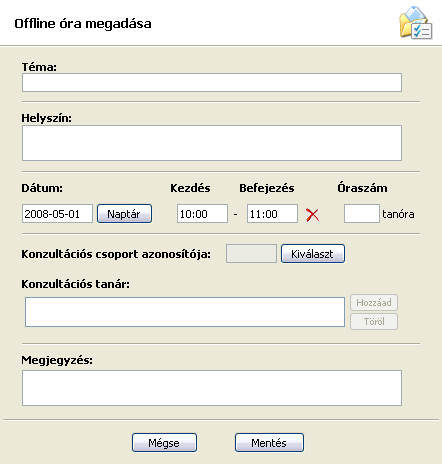 Offline óra megadása
Téma:
Helyszín:
Dátum: Kezdés Befejezés Óraszám
2008-05-01 Naptár 10:00 - 11:00 tanóra
Konzultációs csoport azonosítója: Kiválaszt
Konzultációs tanár:
Hozzáad
Töröl
Megjegyzés:
Mégse Mentés